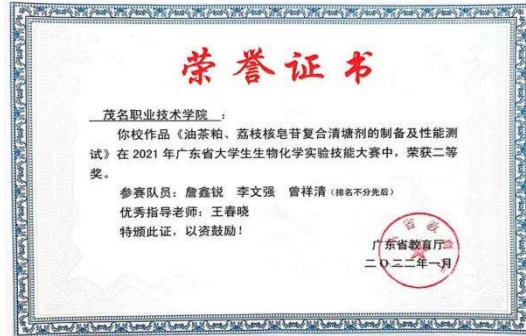 荣誉证书
茂名职业技术学院 :
你校作品《油茶粕、荔枝核皂苷复合清塘剂的制备及性能测
试》在 2021 年广东省大学生生物化学实验技能大赛中，荣获二等
奖。
参赛队员：詹鑫锐 李文强 曾祥清（排名不分先后）
优秀指导老师：王春晓
特颁此证，以资鼓励！
广东省教育厅
二〇二二年一月